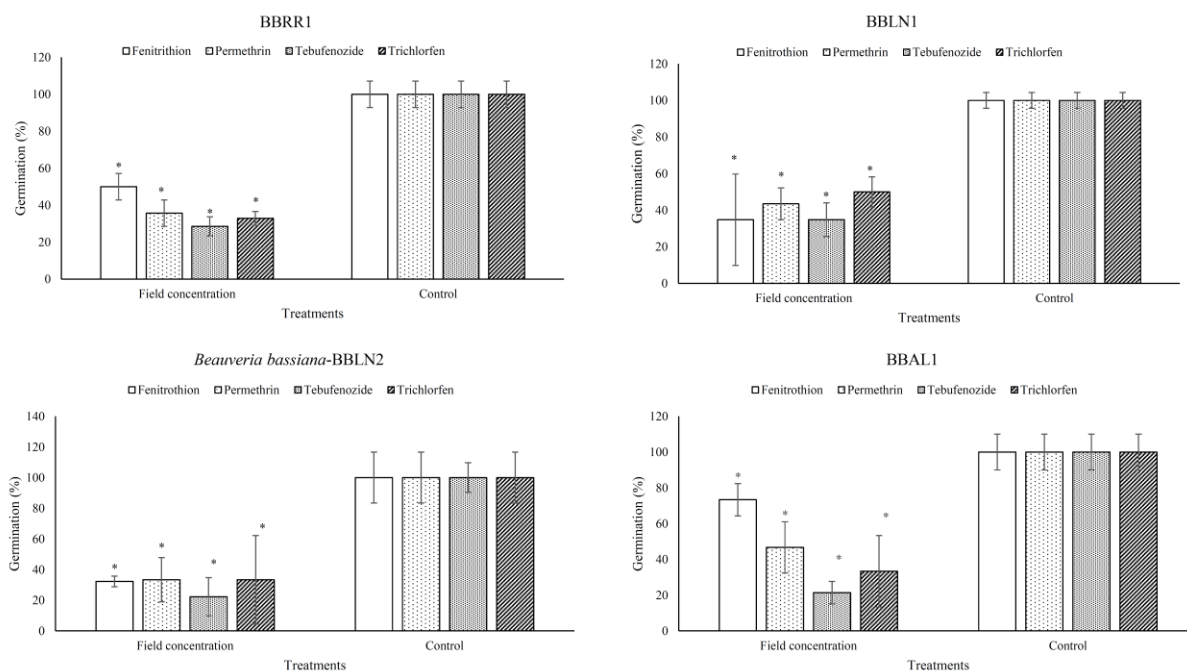 BBRR1
Fenitrithion Permethrin Tebufenozide Trichlorfen
120
100
80
60
40
20
0
Germination (%)
* * * *
Field concentration Control
Treatments
BBLN1
Fenitrothion Permethrin Tebufenozide Trichlorfen
120
100
80
60
40
20
0
Germination (%)
* * * *
Field concentration Control
Treatments
Beauveria bassiana-BBLN2
Fenitrothion Permethrin Tebufenozide Trichlorfen
140
120
100
80
60
40
20
0
Germination (%)
* * * *
Field concentration Control
Treatments
BBAL1
Fenitrothion Permethrin Tebufenozide Trichlorfen
120
100
80
60
40
20
0
Germination (%)
* * * *
Field concentration Control
Treatments